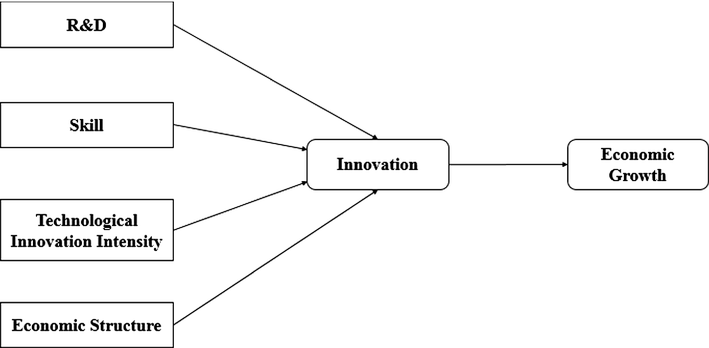 R&D
Skill
Technological
Innovation Intensity
Economic Structure
Innovation
Economic
Growth